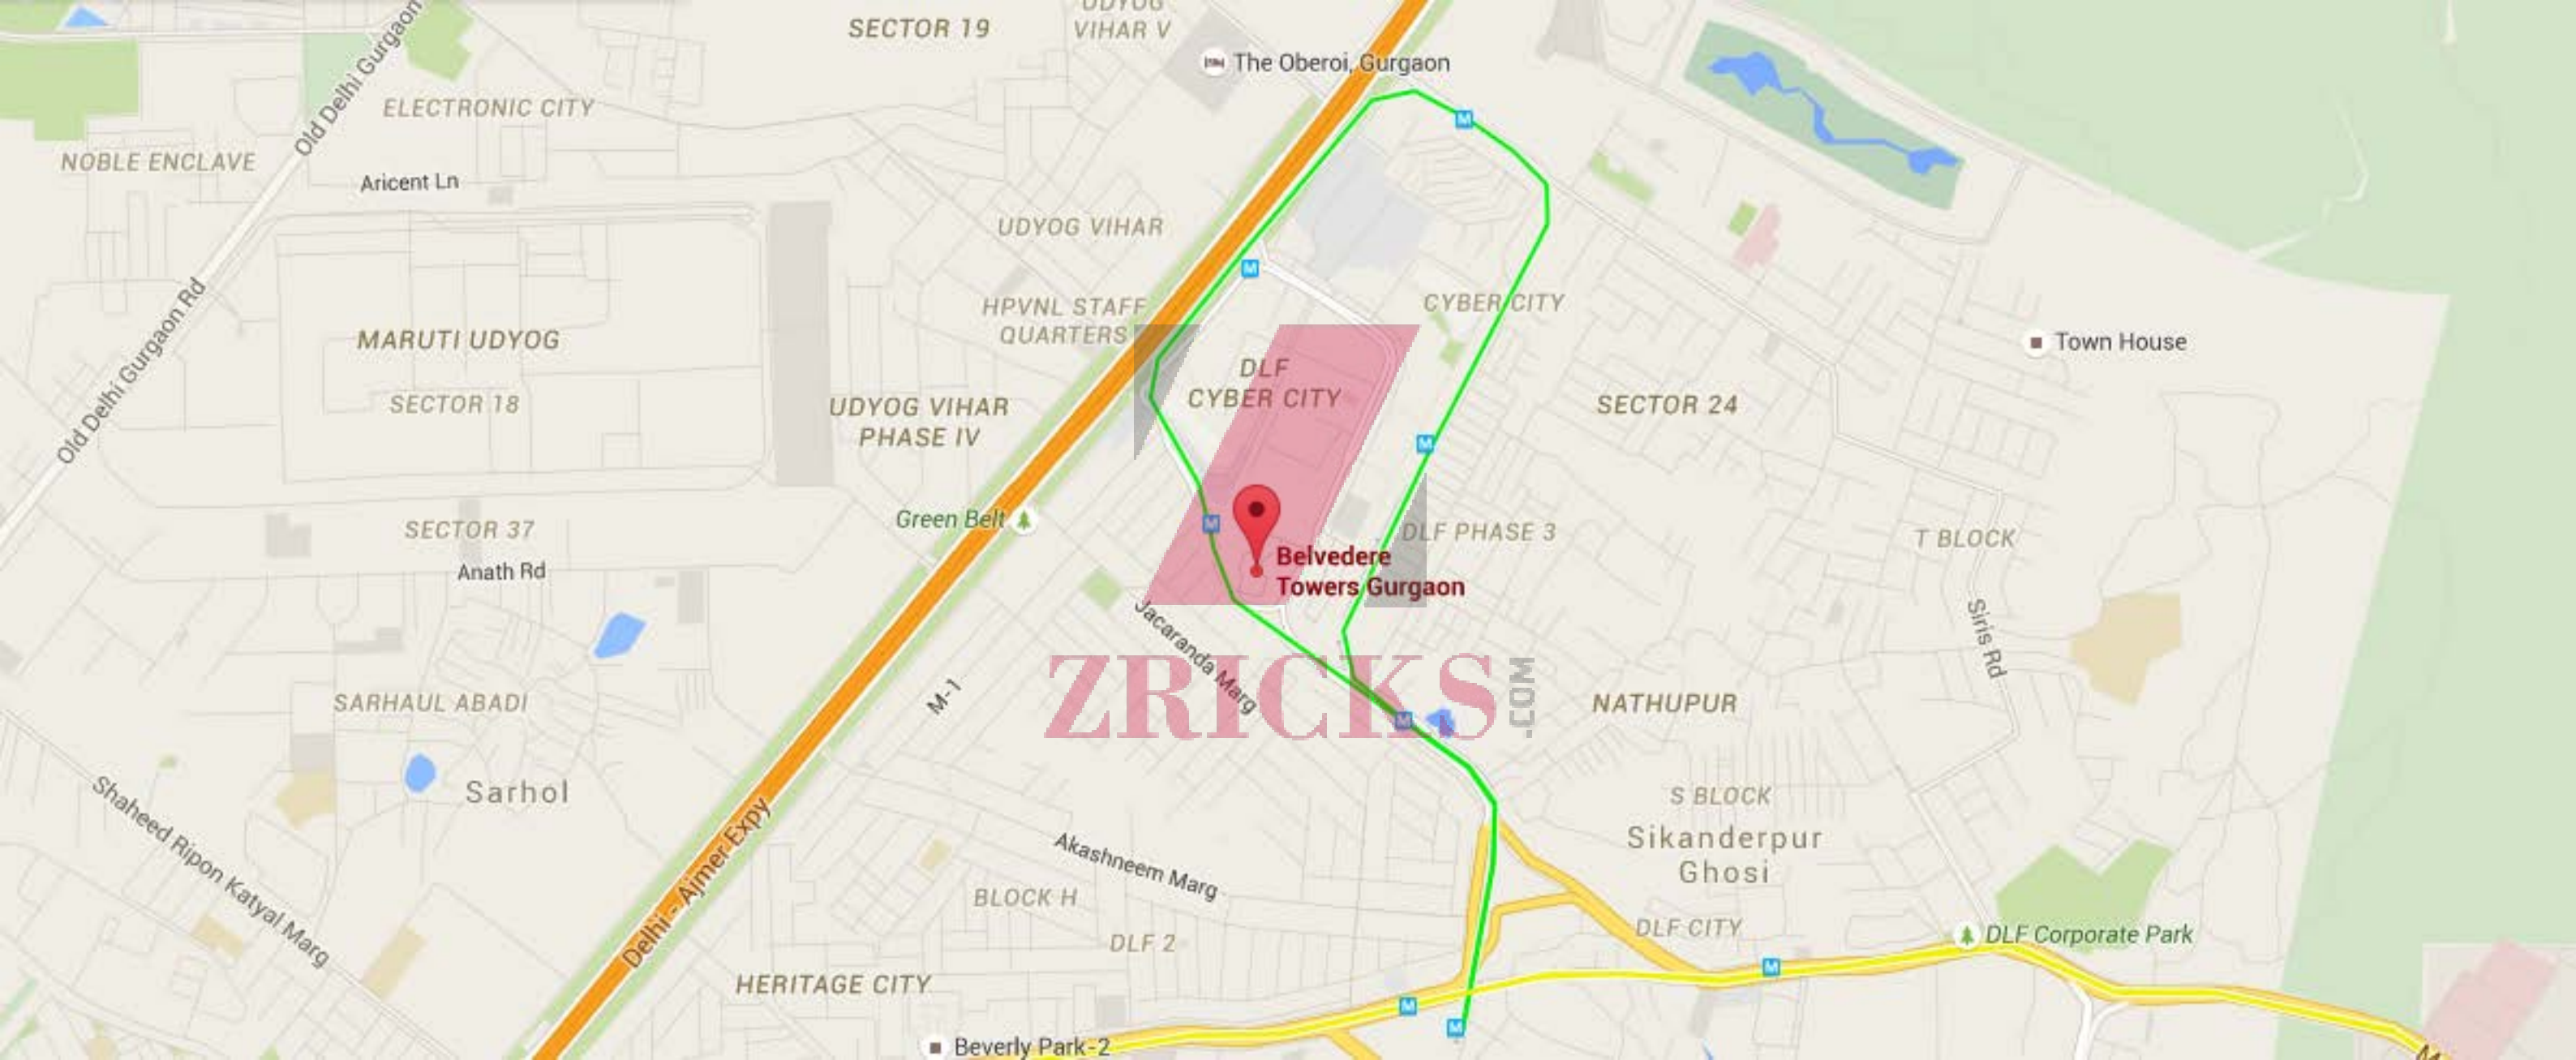 UDYOG
VIHAR V
SECTOR 19
The Oberoi, Gurgaon
Old Delhi Gurgaon
ELECTRONIC CITY
NOBLE ENCLAVE
Aricent Ln
UDYOG VIHAR
HPVNL STAFF
QUARTERS
CYBER CITY
Old Delhi Gurgaon Rd
MARUTI UDYOG
Town House
DLF
CYBER CITY
SECTOR 18
UDYOG VIHAR
PHASE IV
SECTOR 24
Green Belt
SECTOR 37
DLF PHASE 3
T BLOCK
Belvedere
Towers Gurgaon
Anath Rd
Jacaranda Marg
Siris Rd
M-1
ZRICKS
.COM
SARHAUL ABADI
NATHUPUR
Sarhol
S BLOCK
Sikanderpur
Ghosi
Shaheed Ripon Katyal Marg
Delhi - Ajmer Expy
Akashneem Marg
BLOCK H
DLF 2
DLF CITY
DLF Corporate Park
HERITAGE CITY
Beverly Park-2